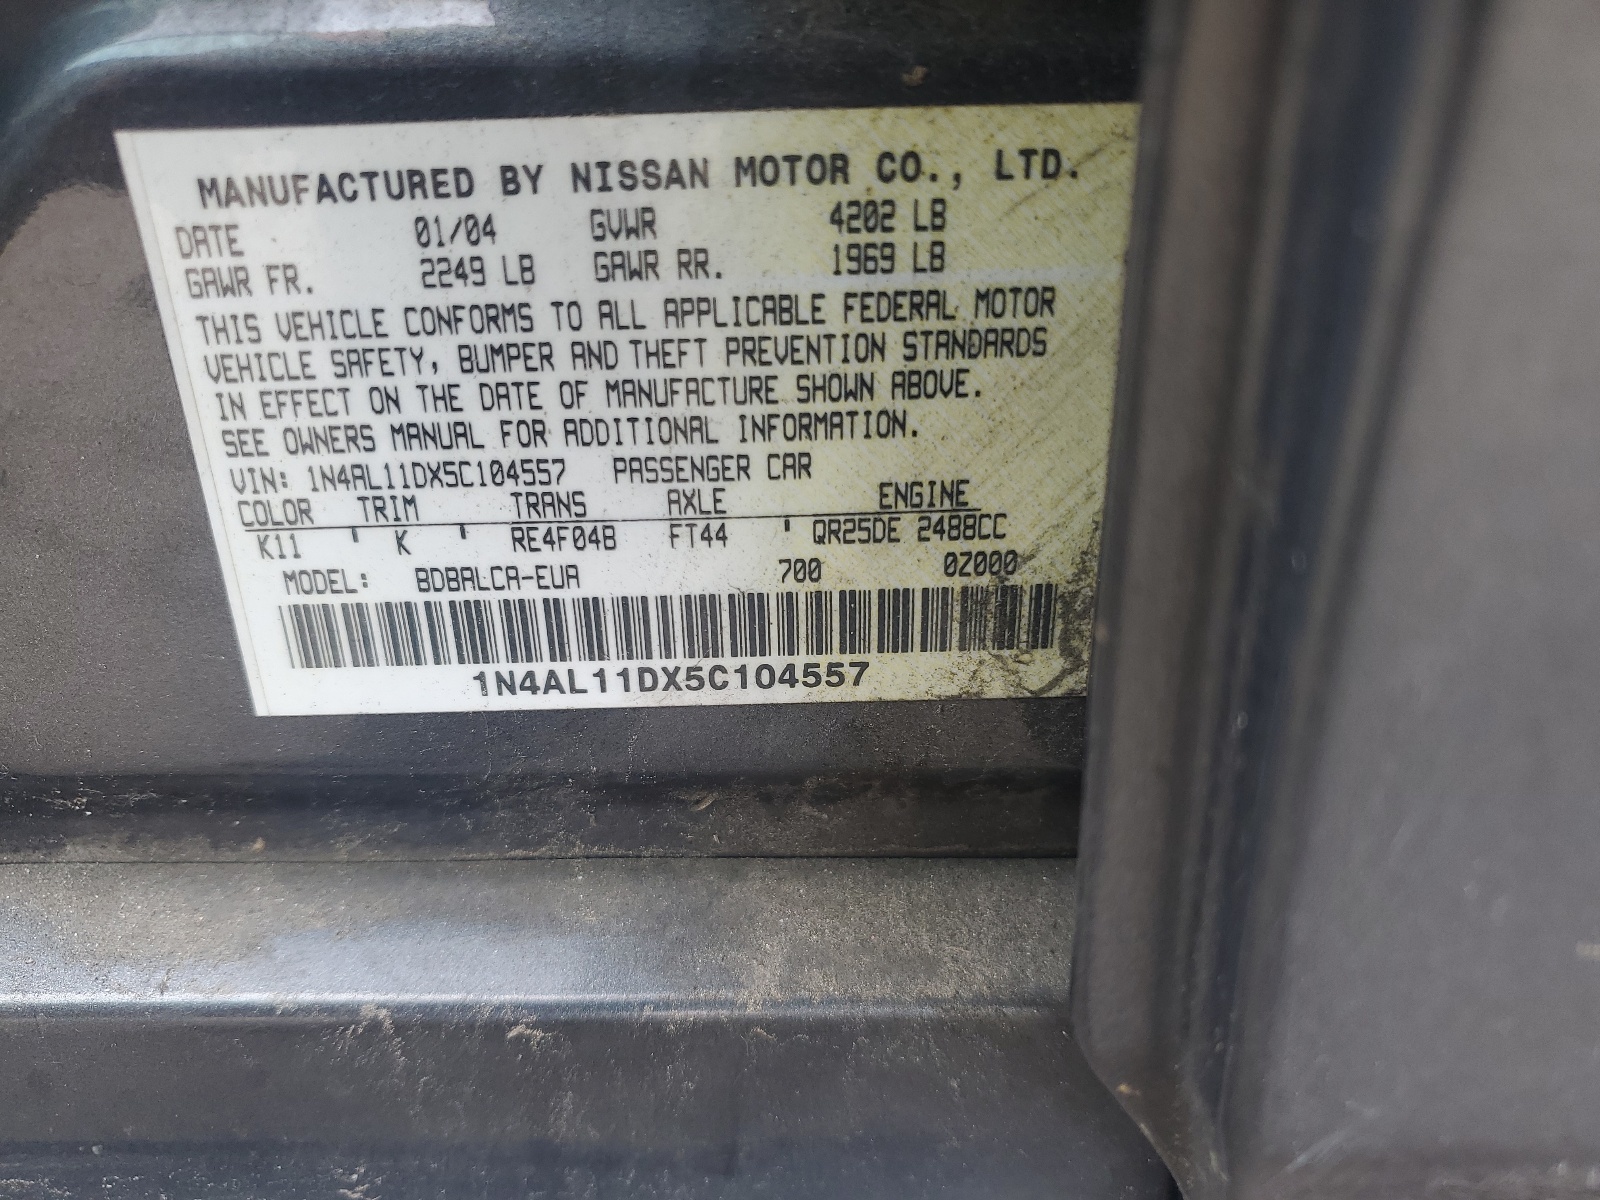 MANUFACTURED BY NISSAN MOTOR CO., LTD.
DATE 01/04 GVWR 4202 LB
GAWR FR. 2249 LB GAWR RR. 1969 LB
THIS VEHICLE CONFORMS TO ALL APPLICABLE FEDERAL MOTOR
VEHICLE SAFETY, BUMPER AND THEFT PREVENTION STANDARDS
IN EFFECT ON THE DATE OF MANUFACTURE SHOWN ABOVE.
SEE OWNERS MANUAL FOR ADDITIONAL INFORMATION.
VIN: 1N4AL11DX5C104557 PASSENGER CAR
COLOR TRIM TRANS AXLE ENGINE
K11 ' K ' RE4F04B FT44 ' QR25DE 2488CC
MODEL: BDBALCA-EUA 700 0Z000
1N4AL11DX5C104557